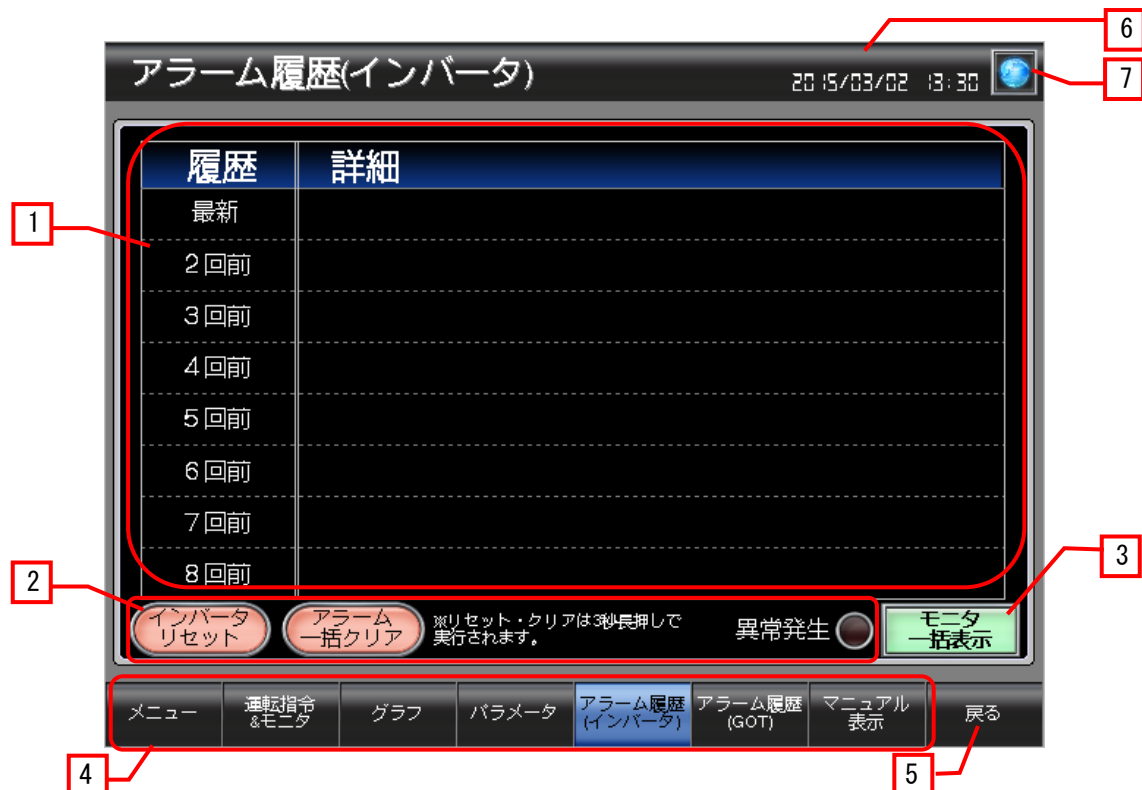 6
アラーム履歴(インバータ)
2015/03/02 13:30
7
履歴 詳細
1
最新
2回前
3回前
4回前
5回前
6回前
7回前
3
8回前
2
インバータ
リセット
アラーム
一括クリア
※リセット・クリアは3秒長押しで
実行されます。
異常発生
モニタ
一括表示
メニュー
運転指令
&モニタ
グラフ
パラメータ
アラーム履歴
(インバータ)
アラーム履歴
(GOT)
マニュアル
表示
戻る
4
5